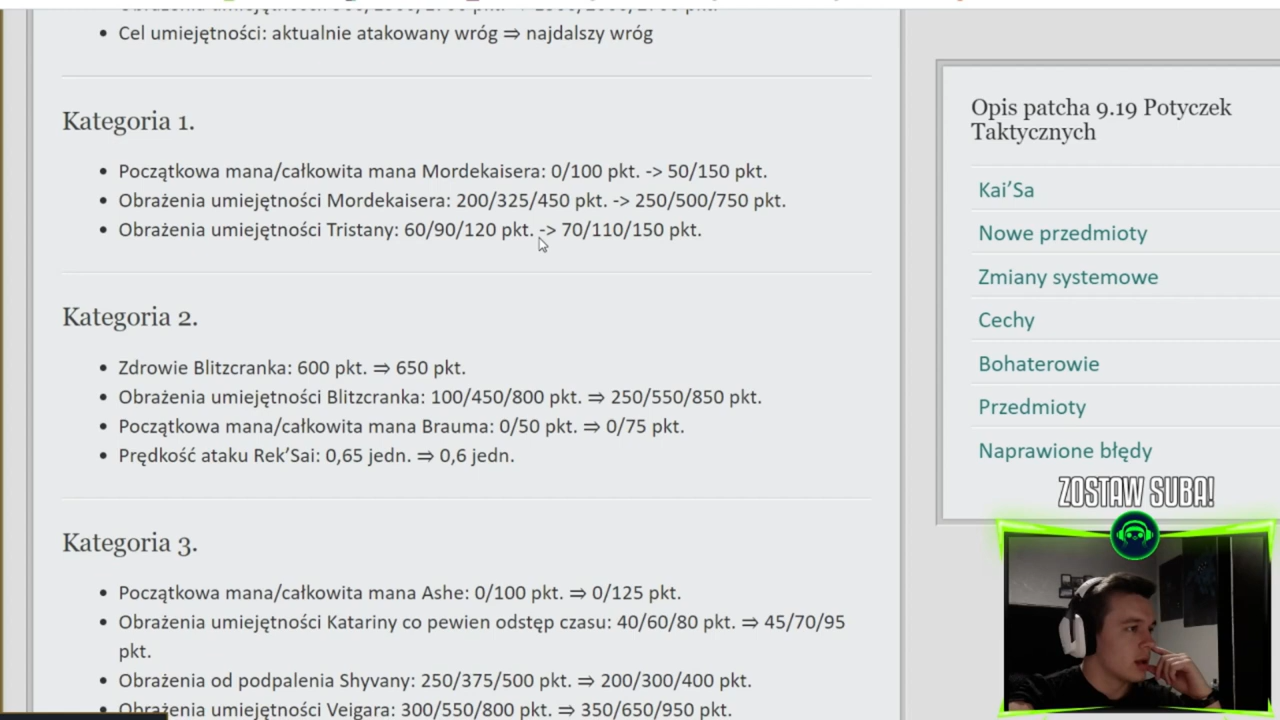 Cel umiejętności: aktualnie atakowany wróg ⇒ najdalszy wróg
Kategoria 1.
Początkowa mana/całkowita mana Mordekaisera: 0/100 pkt. -> 50/150 pkt.
Obrażenia umiejętności Mordekaisera: 200/325/450 pkt. -> 250/500/750 pkt.
Obrażenia umiejętności Tristany: 60/90/120 pkt. -> 70/110/150 pkt.
Kategoria 2.
Zdrowie Blitzcranka: 600 pkt. ⇒ 650 pkt.
Obrażenia umiejętności Blitzcranka: 100/450/800 pkt. ⇒ 250/550/850 pkt.
Początkowa mana/całkowita mana Brauma: 0/50 pkt. ⇒ 0/75 pkt.
Prędkość ataku Rek’Sai: 0,65 jedn. ⇒ 0,6 jedn.
Kategoria 3.
Początkowa mana/całkowita mana Ashe: 0/100 pkt. ⇒ 0/125 pkt.
Obrażenia umiejętności Katariny co pewien odstęp czasu: 40/60/80 pkt. ⇒ 45/70/95
pkt.
Obrażenia od podpalenia Shyvany: 250/375/500 pkt. ⇒ 200/300/400 pkt.
Obrażenia umiejętności Veigara: 300/550/800 pkt. ⇒ 350/650/950 pkt.
Opis patcha 9.19 Potyczek
Taktycznych
Kai’Sa
Nowe przedmioty
Zmiany systemowe
Cechy
Bohaterowie
Przedmioty
Naprawione błędy
ZOSTAW SUBA!